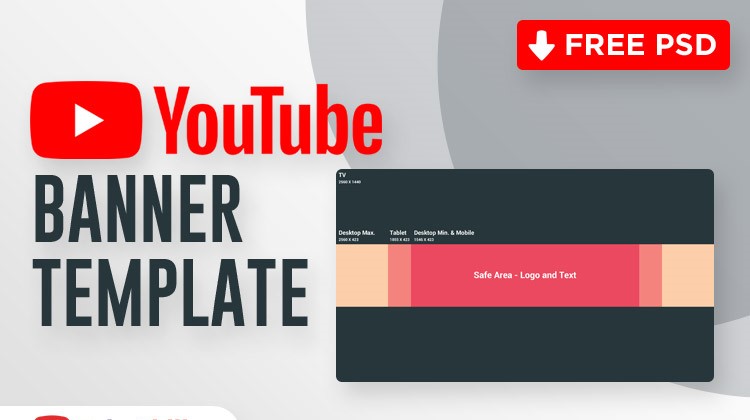 FREE PSD
YouTube
BANNER
TEMPLATE
TV
2560 X 1440
Desktop Max.
2560 X 423
Tablet
1855 X 423
Desktop Min. & Mobile
1546 X 423
Safe Area - Logo and Text